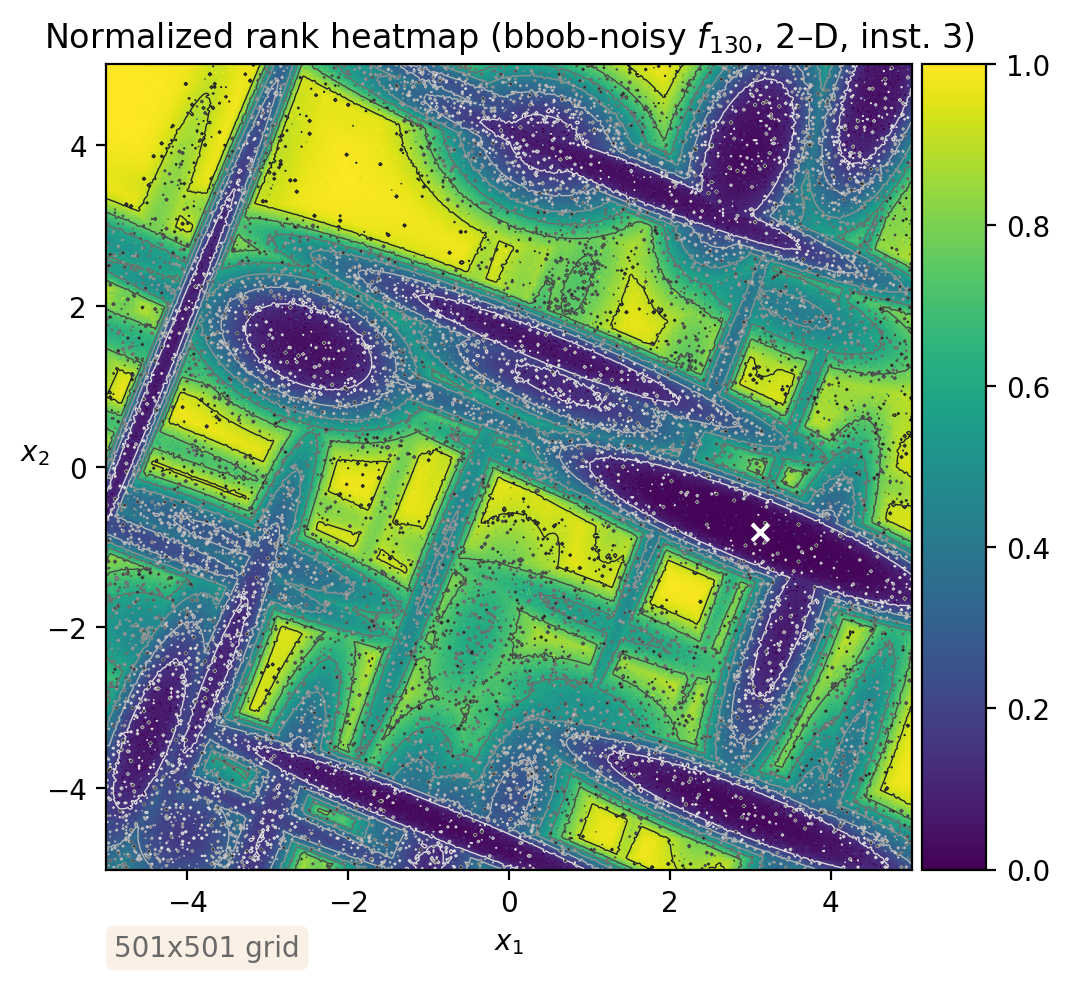 Normalized rank heatmap (bbob-noisy f₁₃₀, 2–D, inst. 3)
1.0
0.8
0.6
0.4
0.2
0.0
4
2
0
−2
−4
x₂
−4 −2 0 2 4
x₁
501x501 grid